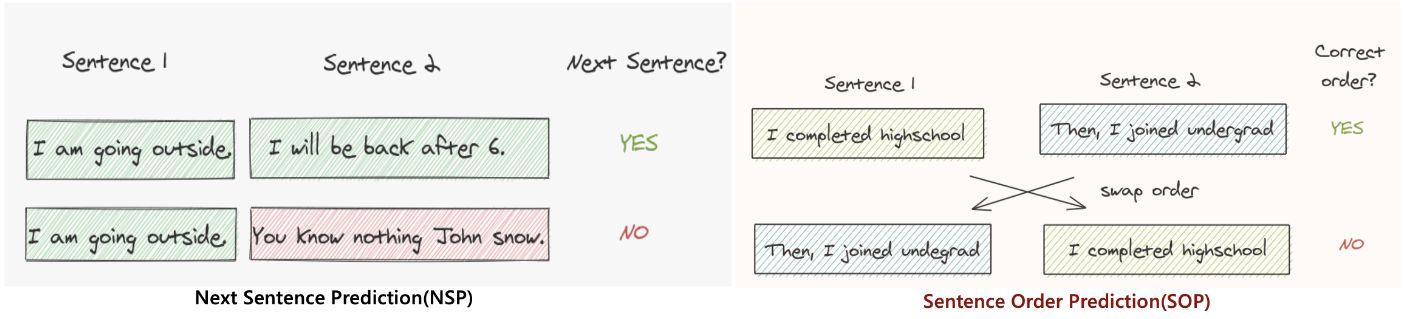 Sentence 1 Sentence 2 Next Sentence?
I am going outside. I will be back after 6. YES
I am going outside. You know nothing John snow. NO
Next Sentence Prediction(NSP)
Correct
order?
Sentence 1 Sentence 2
I completed highschool Then, I joined undergrad YES
swap order
Then, I joined undegrad I completed highschool NO
Sentence Order Prediction(SOP)